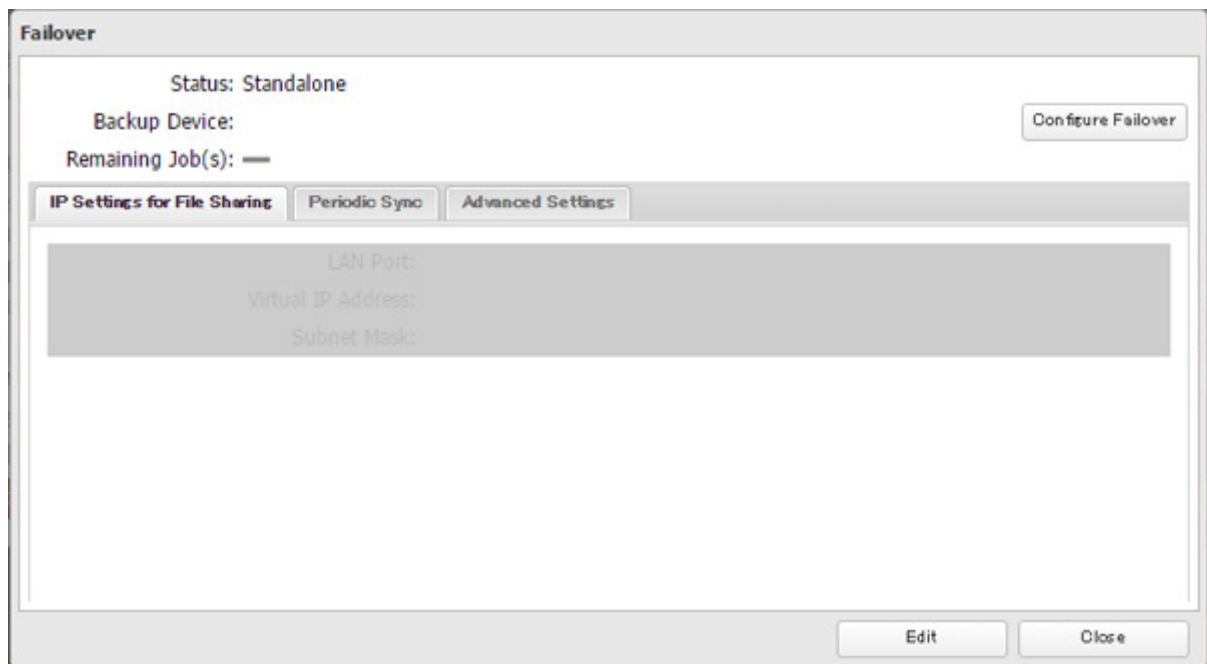 Failover
Status: Standalone
Backup Device:
Configure Failover
Remaining Job(s): —
IP Settings for File Sharing
Periodic Sync
Advanced Settings
LAN Port:
Virtual IP Address:
Subnet Mask:
Edit
Close